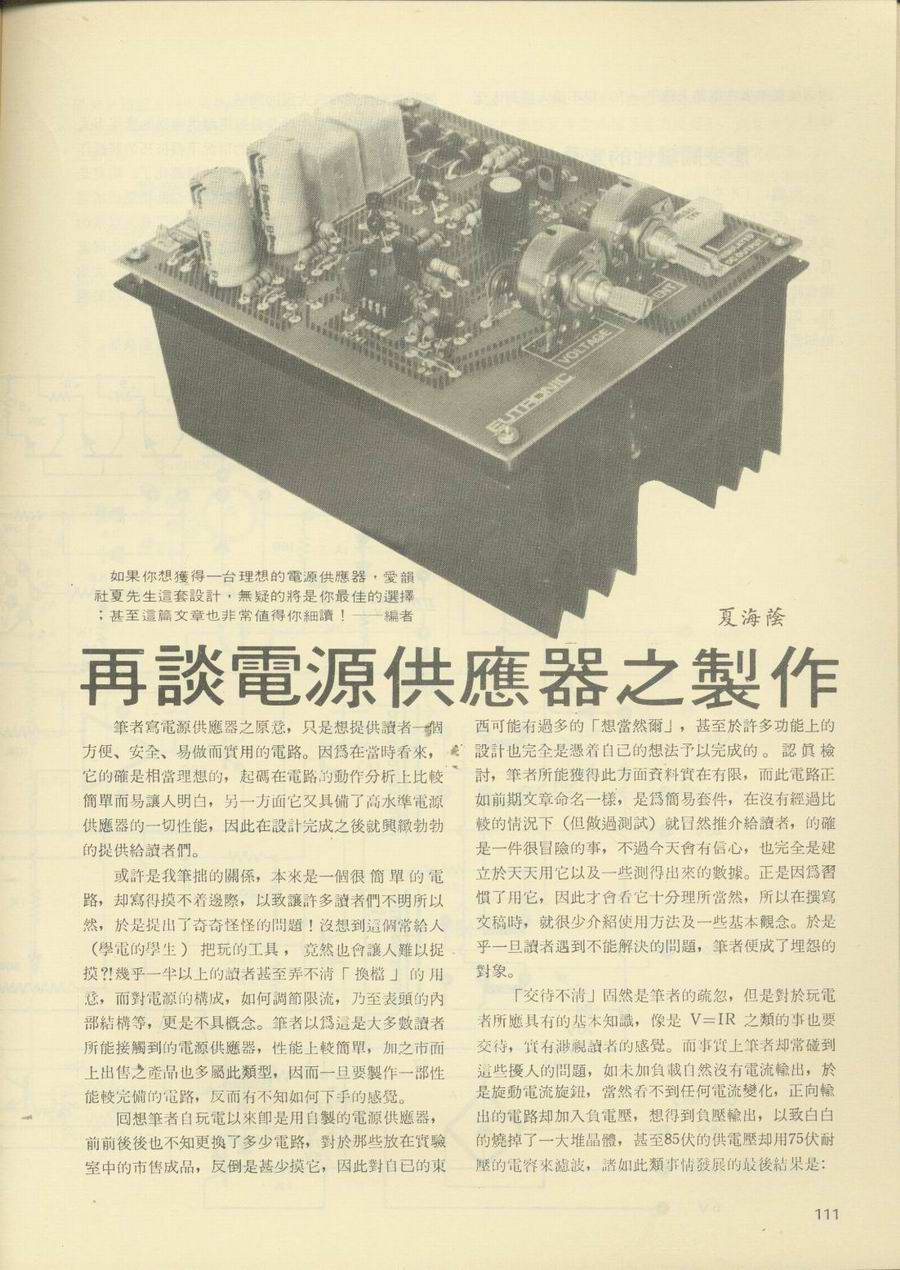 VOLTAGE
EUTRONIC
如果你想獲得一台理想的電源供應器，愛韻
社夏先生這套設計，無疑的將是你最佳的選擇
；甚至這篇文章也非常值得你細讀！——編者
夏海蔭
再談電源供應器之製作
筆者寫電源供應器之原意，只是想提供讀者一個
方便、安全、易做而實用的電路。因爲在當時看來，
它的確是相當理想的，起碼在電路的動作分析上比較
簡單而易讓人明白，另一方面它又具備了高水準電源
供應器的一切性能，因此在設計完成之後就興緻勃勃
的提供給讀者們。
或許是我筆拙的關係，本來是一個很簡單的電
路，却寫得摸不着邊際，以致讓許多讀者們不明所以
然，於是提出了奇奇怪怪的問題！沒想到這個常給人
（學電的學生）把玩的工具，竟然也會讓人難以捉
摸?!幾乎一半以上的讀者甚至弄不清「換檔」的用
意，而對電源的構成，如何調節限流，乃至表頭的內
部結構等，更是不具概念。筆者以爲這是大多數讀者
所能接觸到的電源供應器，性能上較簡單，加之市面
上出售之產品也多屬此類型，因而一旦要製作一部性
能較完備的電路，反而有不知如何下手的感覺。
回想筆者自玩電以來即是用自製的電源供應器，
前前後後也不知更換了多少電路，對於那些放在實驗
室中的市售成品，反倒是甚少摸它，因此對自己的東
西可能有過多的「想當然爾」，甚至於許多功能上的
設計也完全是憑着自己的想法予以完成的。認眞檢
討，筆者所能獲得此方面資料實在有限，而此電路正
如前期文章命名一樣，是爲簡易套件，在沒有經過比
較的情況下（但做過測試）就冒然推介給讀者，的確
是一件很冒險的事，不過今天會有信心，也完全是建
立於天天用它以及一些測得出來的數據。正是因爲習
慣了用它，因此才會看它十分理所當然，所以在撰寫
文稿時，就很少介紹使用方法及一些基本觀念。於是
乎一旦讀者遇到不能解決的問題，筆者便成了埋怨的
對象。
「交待不淸」固然是筆者的疏忽，但是對於玩電
者所應具有的基本知識，像是 V=IR 之類的事也要
交待，實有渺視讀者的感覺。而事實上筆者却常碰到
這些擾人的問題，如未加負載自然沒有電流輸出，於
是旋動電流旋鈕，當然看不到任何電流變化，正向輸
出的電路却加入負電壓，想得到負壓輸出，以致白白
的燒掉了一大堆晶體，甚至85伏的供電壓却用75伏耐
壓的電容來濾波，諸如此類事情發展的最後結果是：
111